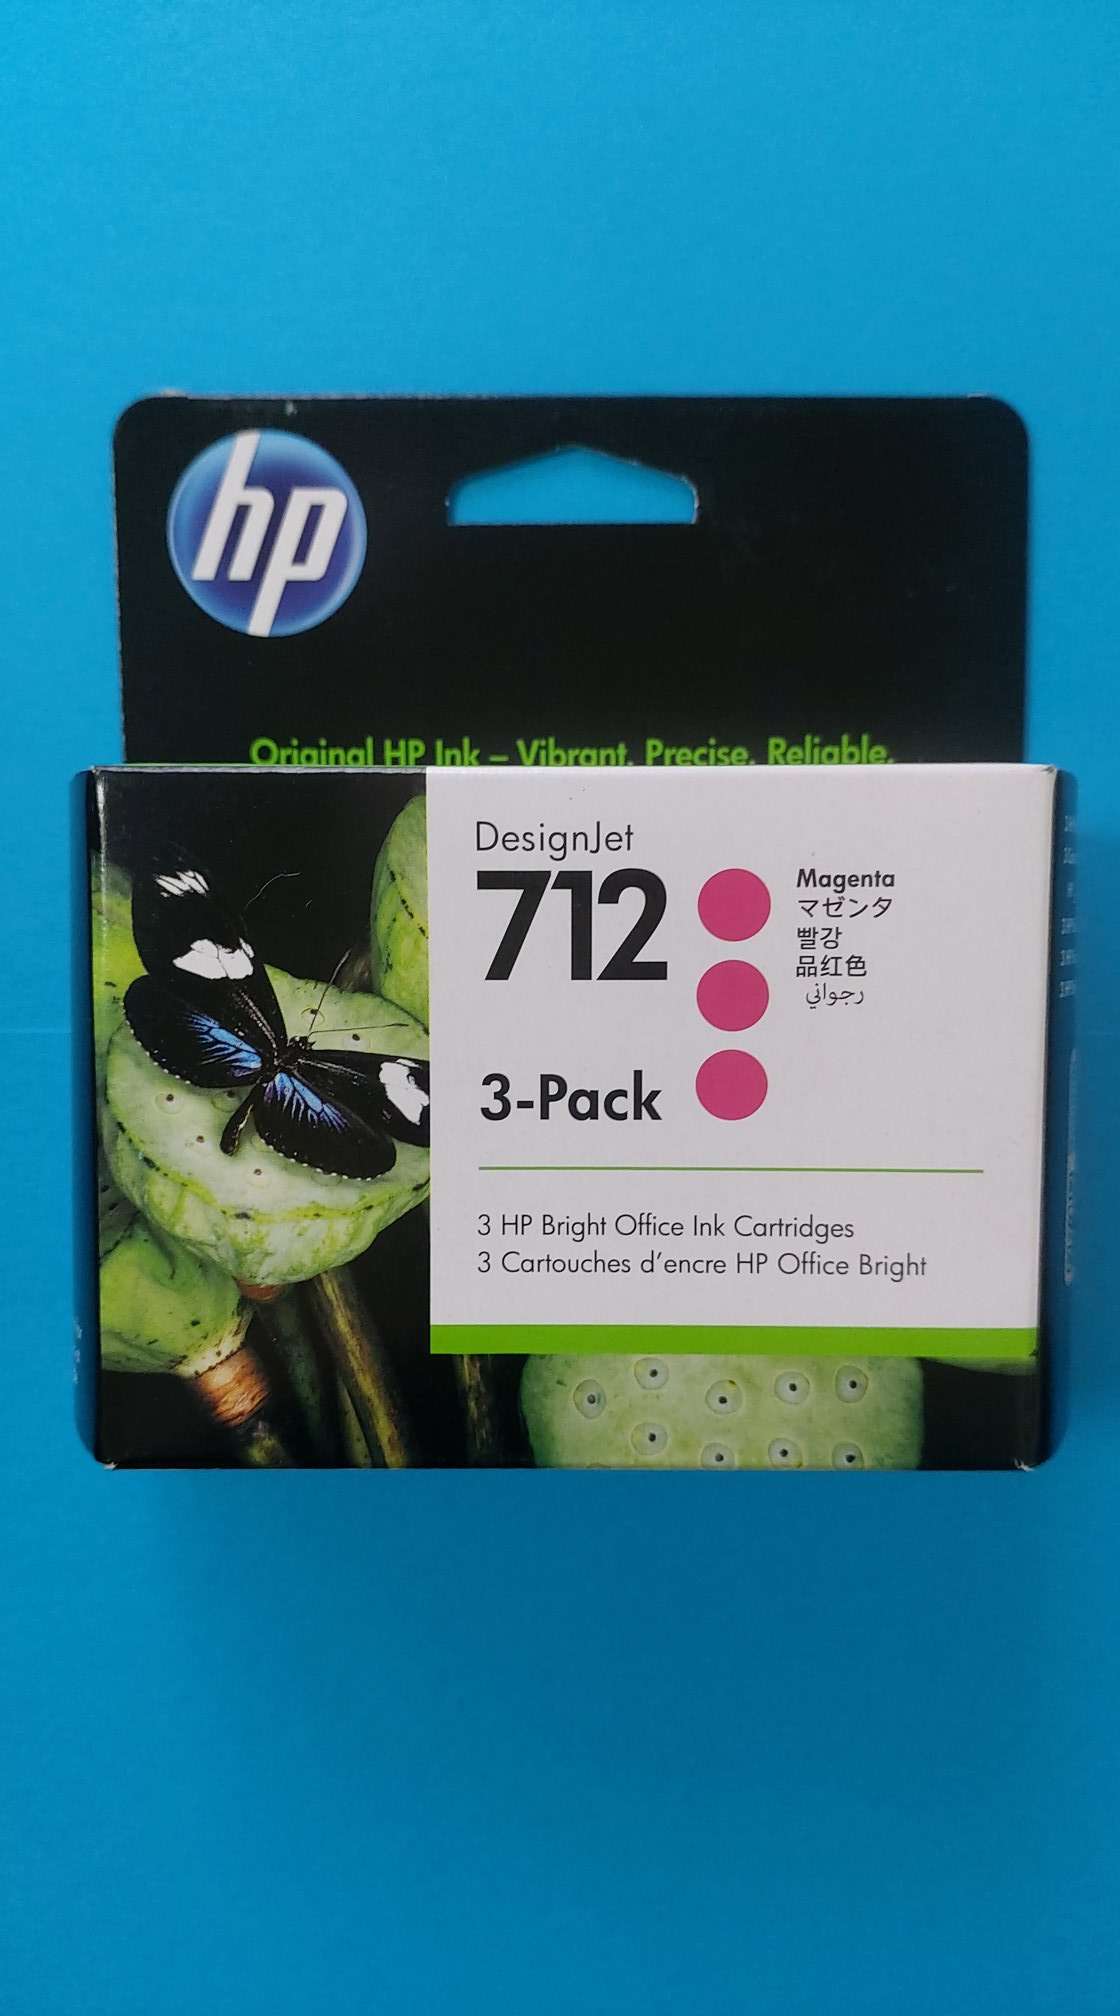 hp
Original HP Ink – Vibrant. Precise. Reliable.
DesignJet
712
Magenta
マゼンタ
빨강
品红色
رجواني
3-Pack
3 HP Bright Office Ink Cartridges
3 Cartouches d'encre HP Office Bright